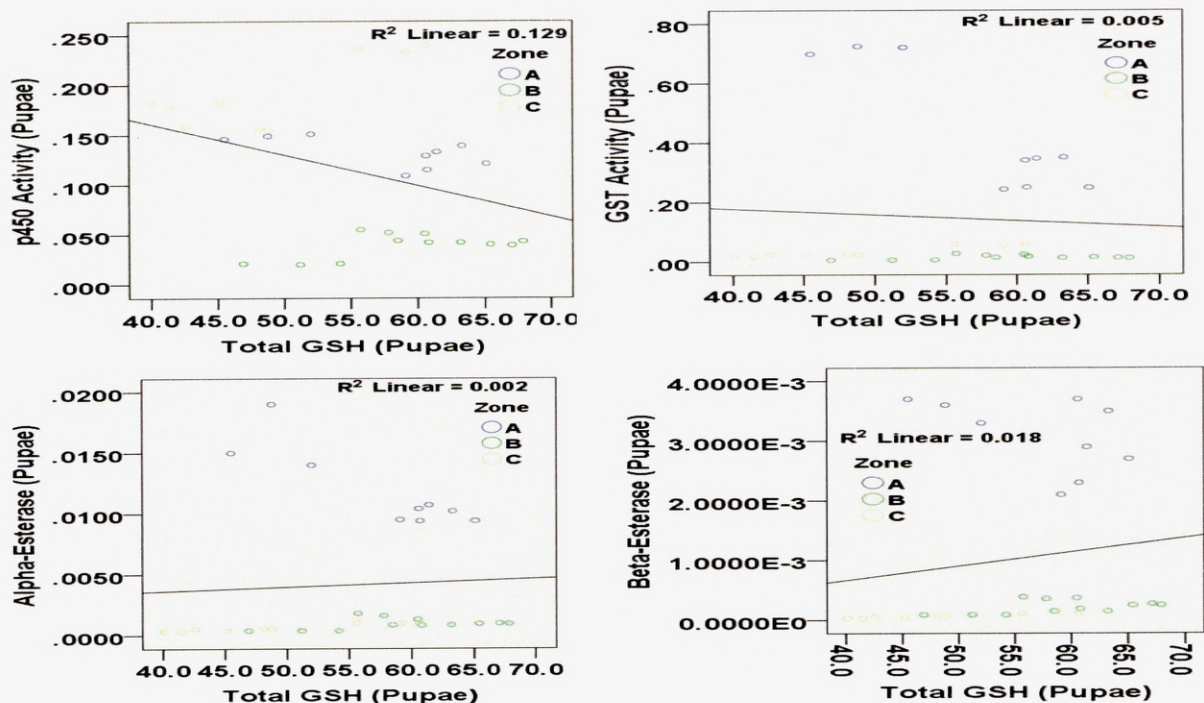 R² Linear = 0.129
Zone
A
B
C
p450 Activity (Pupae)
.250
.200
.150
.100
.050
.000
40.0 45.0 50.0 55.0 60.0 65.0 70.0
Total GSH (Pupae)
R² Linear = 0.005
Zone
A
B
C
GST Activity (Pupae)
.80
.60
.40
.20
.00
40.0 45.0 50.0 55.0 60.0 65.0 70.0
Total GSH (Pupae)
R² Linear = 0.002
Zone
A
B
C
Alpha-Esterase (Pupae)
.0200
.0150
.0100
.0050
.0000
40.0 45.0 50.0 55.0 60.0 65.0 70.0
Total GSH (Pupae)
R² Linear = 0.018
Zone
A
B
C
Beta-Esterase (Pupae)
4.0000E-3
3.0000E-3
2.0000E-3
1.0000E-3
0.0000E0
40.0 45.0 50.0 55.0 60.0 65.0 70.0
Total GSH (Pupae)